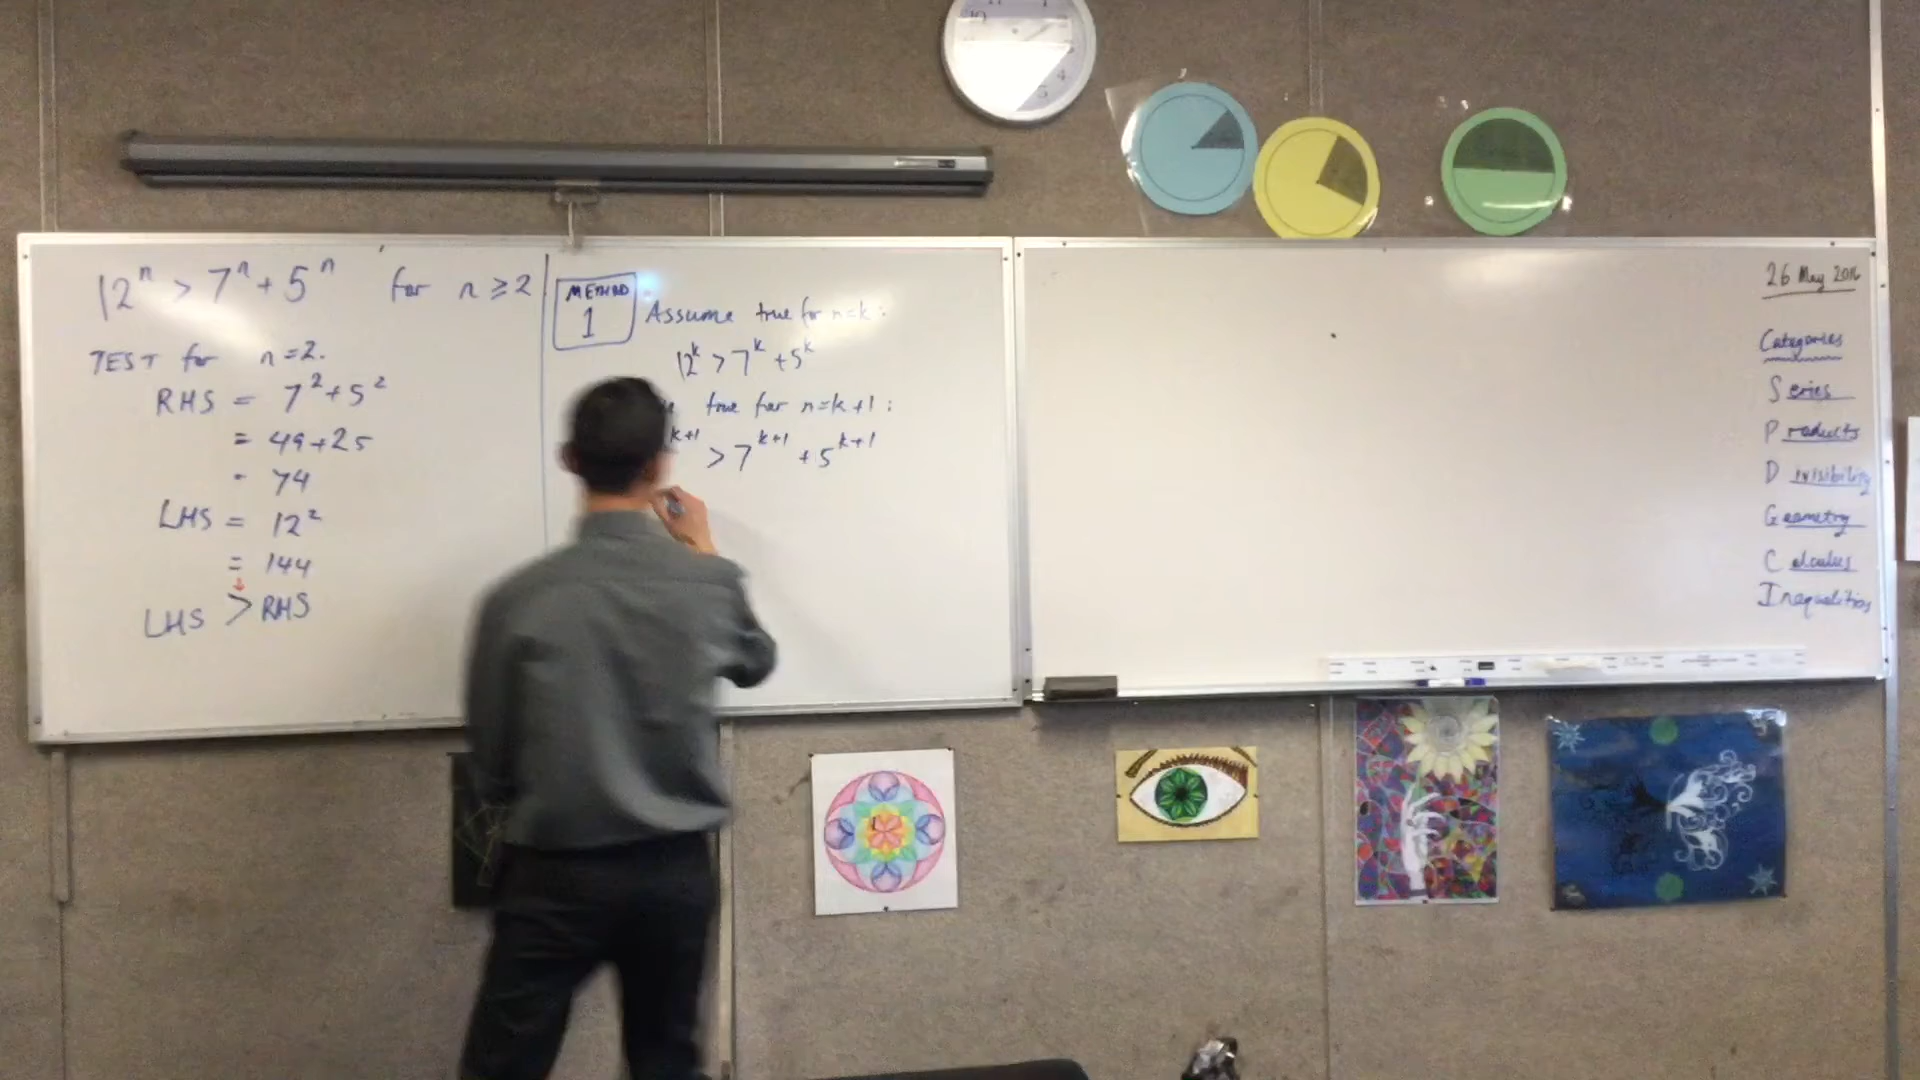 12ⁿ > 7ⁿ + 5ⁿ for n ≥ 2
TEST for n=2.
RHS = 7² + 5²
= 49+25
= 74
LHS = 12²
= 144
LHS > RHS
METHOD 1
Assume true for n=k:
12ᵏ > 7ᵏ + 5ᵏ
true for n=k+1:
k+1 > 7ᵏ⁺¹ + 5ᵏ⁺¹
26 May 2016
Categories
Series
Products
Divisibility
Geometry
Calculus
Inequalities